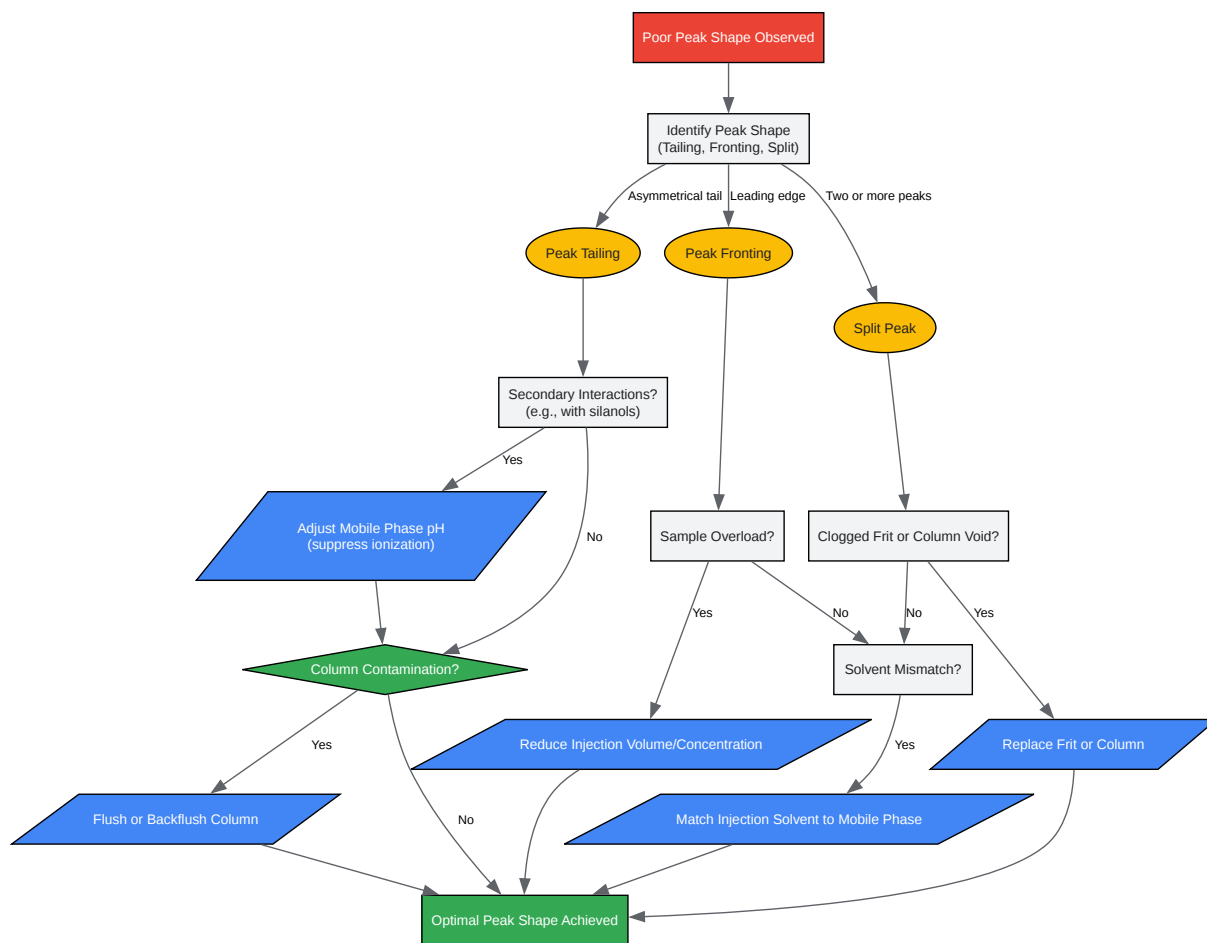 Poor Peak Shape Observed
Identify Peak Shape
(Tailing, Fronting, Split)
Asymmetrical tail
Leading edge
Two or more peaks
Peak Tailing
Peak Fronting
Split Peak
Secondary Interactions?
(e.g., with silanols)
Yes
Adjust Mobile Phase pH
(suppress ionization)
No
Sample Overload?
Clogged Frit or Column Void?
Yes
No
No
Yes
Column Contamination?
Solvent Mismatch?
Yes
Yes
Reduce Injection Volume/Concentration
Replace Frit or Column
Flush or Backflush Column
No
Match Injection Solvent to Mobile Phase
Optimal Peak Shape Achieved